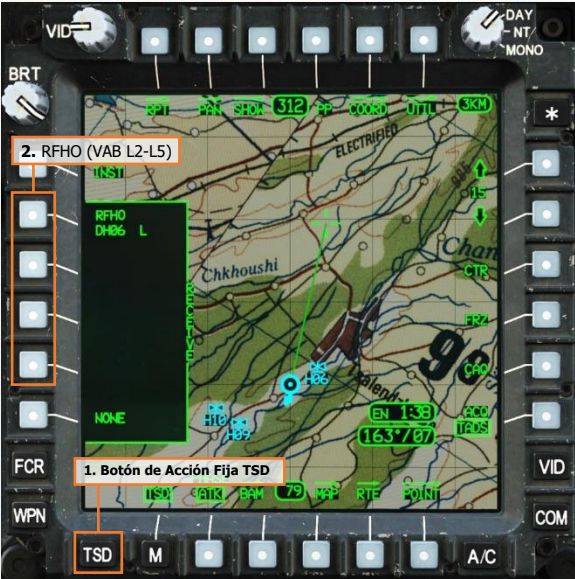 VID
DAY
NT
MONO
BRT
RPT PAN SHOW 312 PP COORD UTIL 3KM
*
ELECTRIFIED
2. RFHO (VAB L2-L5)
INST
15
RFHO
DH06 L
Chkhoushi
Chan
CTR
RECEIVE
FRZ
H06
CAQ
H10
H09
NONE
EN 1:38
163°/07
ACQ
TADS
FCR
1. Botón de Acción Fija TSD
VID
TSD ATK BAM 79 MAP RTE POINT
WPN
COM
TSD
M
A/C